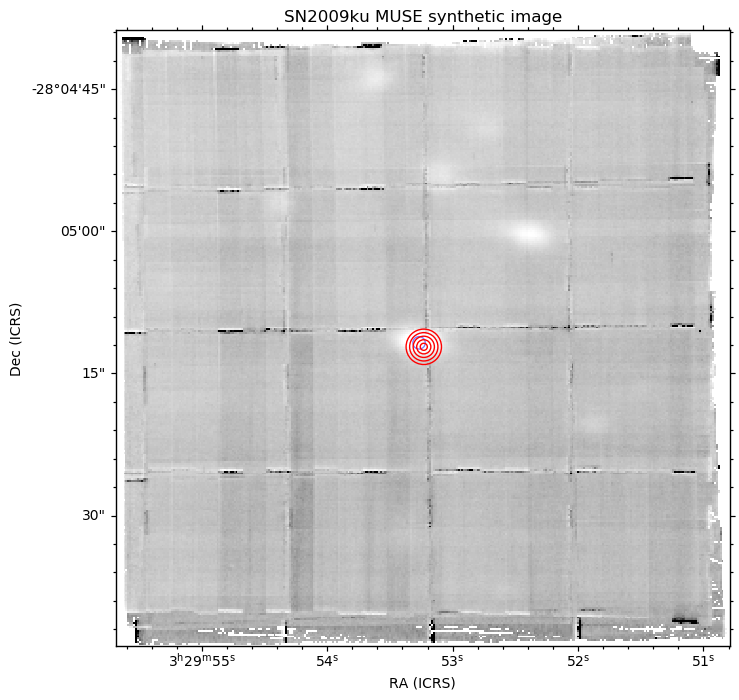 SN2009ku MUSE synthetic image
-28°04'45"
05'00"
15"
30"
Dec (ICRS)
3ʰ29ᵐ55ˢ
54ˢ
53ˢ
52ˢ
51ˢ
RA (ICRS)